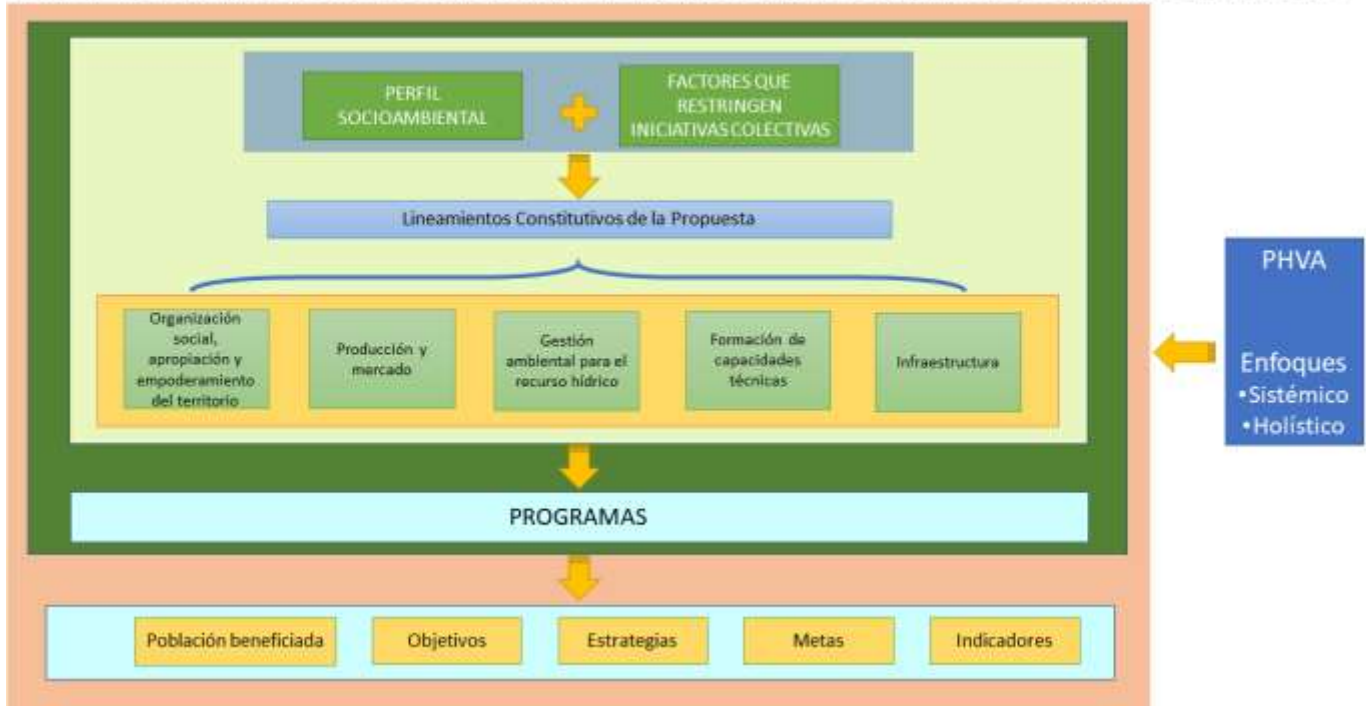 PERFIL
SOCIOAMBIENTAL
FACTORES QUE
RESTRINGEN
INICIATIVAS COLECTIVAS
Lineamientos Constitutivos de la Propuesta
Organización
social,
apropiación y
empoderamiento
del territorio
Producción y
mercado
Gestión
ambiental para el
recurso hídrico
Formación de
capacidades
técnicas
Infraestructura
PROGRAMAS
Población beneficiada
Objetivos
Estrategias
Metas
Indicadores
PHVA
Enfoques
•Sistémico
•Holístico